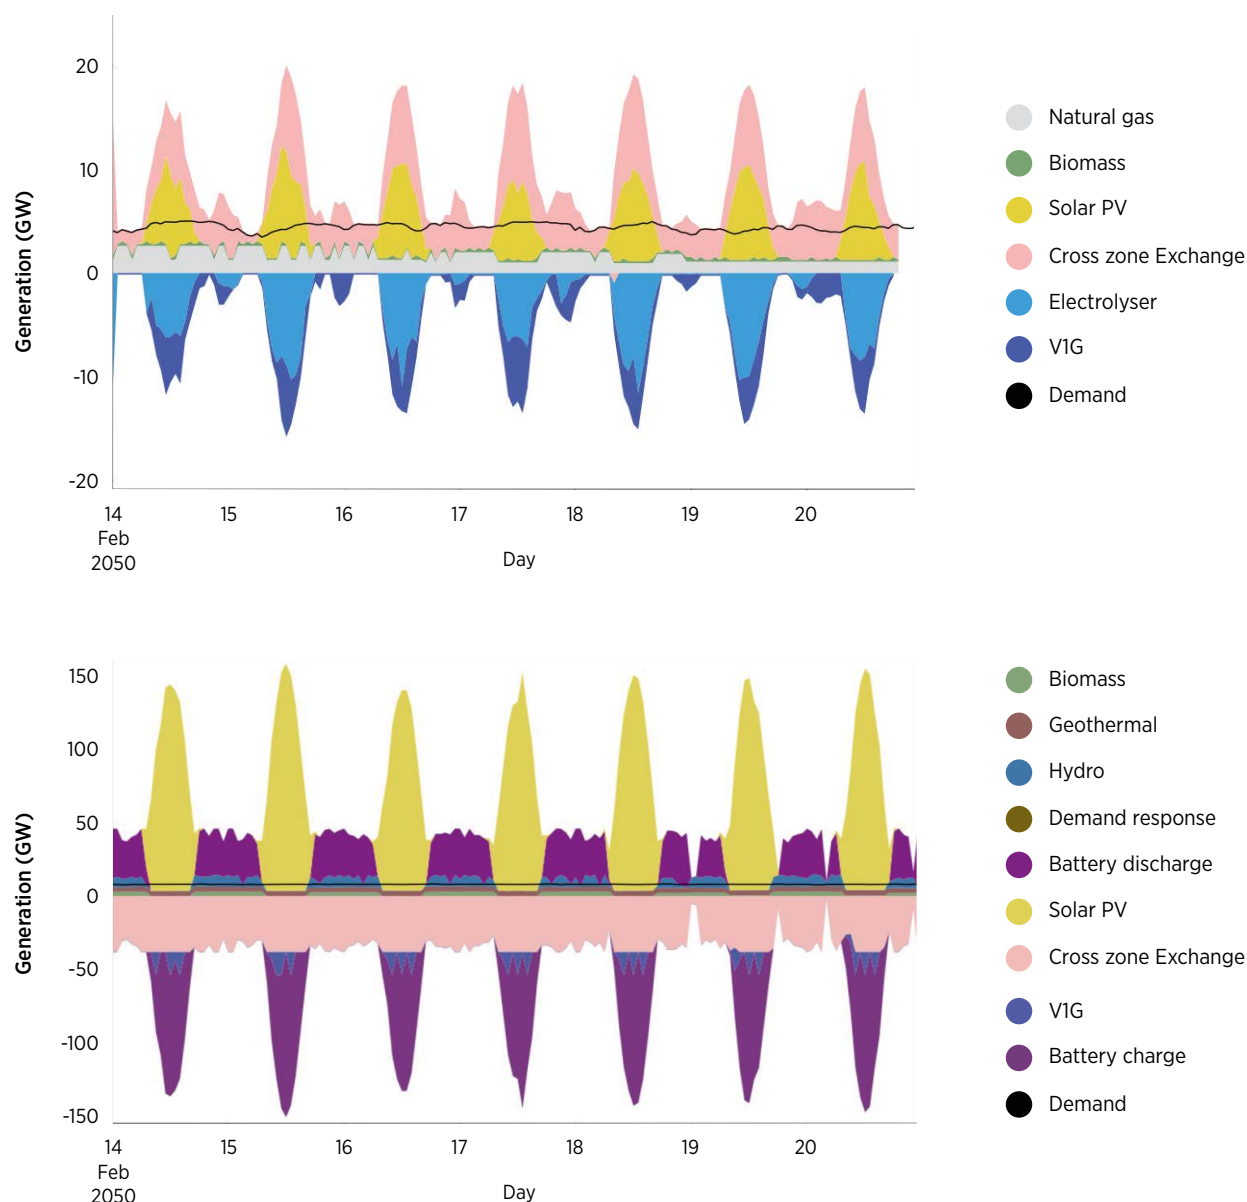 Generation (GW)
20
10
0
-10
-20
14
15
16
17
18
19
20
Feb
2050
Day
Natural gas
Biomass
Solar PV
Cross zone Exchange
Electrolyser
V1G
Demand
Generation (GW)
150
100
50
0
-50
-100
-150
14
15
16
17
18
19
20
Feb
2050
Day
Biomass
Geothermal
Hydro
Demand response
Battery discharge
Solar PV
Cross zone Exchange
V1G
Battery charge
Demand